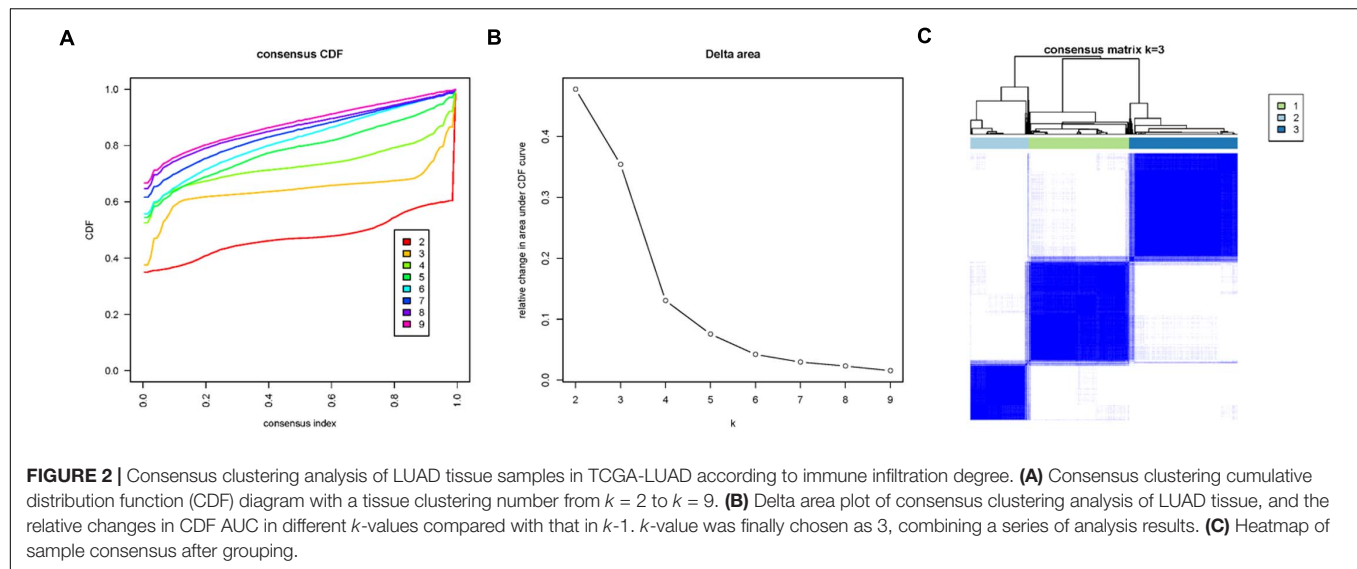 A
consensus CDF
CDF
1.0
0.8
0.6
0.4
0.2
0.0
0.0
0.2
0.4
0.6
0.8
1.0
consensus index
2
3
4
5
6
7
8
9
B
Delta area
relative change in area under CDF curve
0.4
0.3
0.2
0.1
0.0
2
3
4
5
6
7
8
9
k
C
consensus matrix k=3
1
2
3
FIGURE 2 | Consensus clustering analysis of LUAD tissue samples in TCGA-LUAD according to immune infiltration degree. (A) Consensus clustering cumulative
distribution function (CDF) diagram with a tissue clustering number from k = 2 to k = 9. (B) Delta area plot of consensus clustering analysis of LUAD tissue, and the
relative changes in CDF AUC in different k-values compared with that in k-1. k-value was finally chosen as 3, combining a series of analysis results. (C) Heatmap of
sample consensus after grouping.